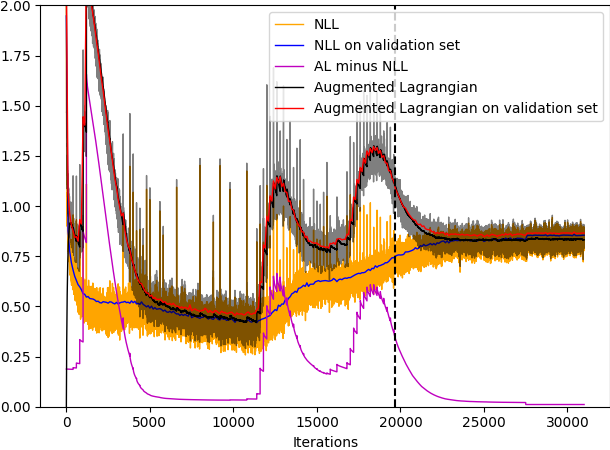 2.00
NLL
NLL on validation set
AL minus NLL
Augmented Lagrangian
Augmented Lagrangian on validation set
1.75
1.50
1.25
1.00
0.75
0.50
0.25
0.00
0 5000 10000 15000 20000 25000 30000
Iterations